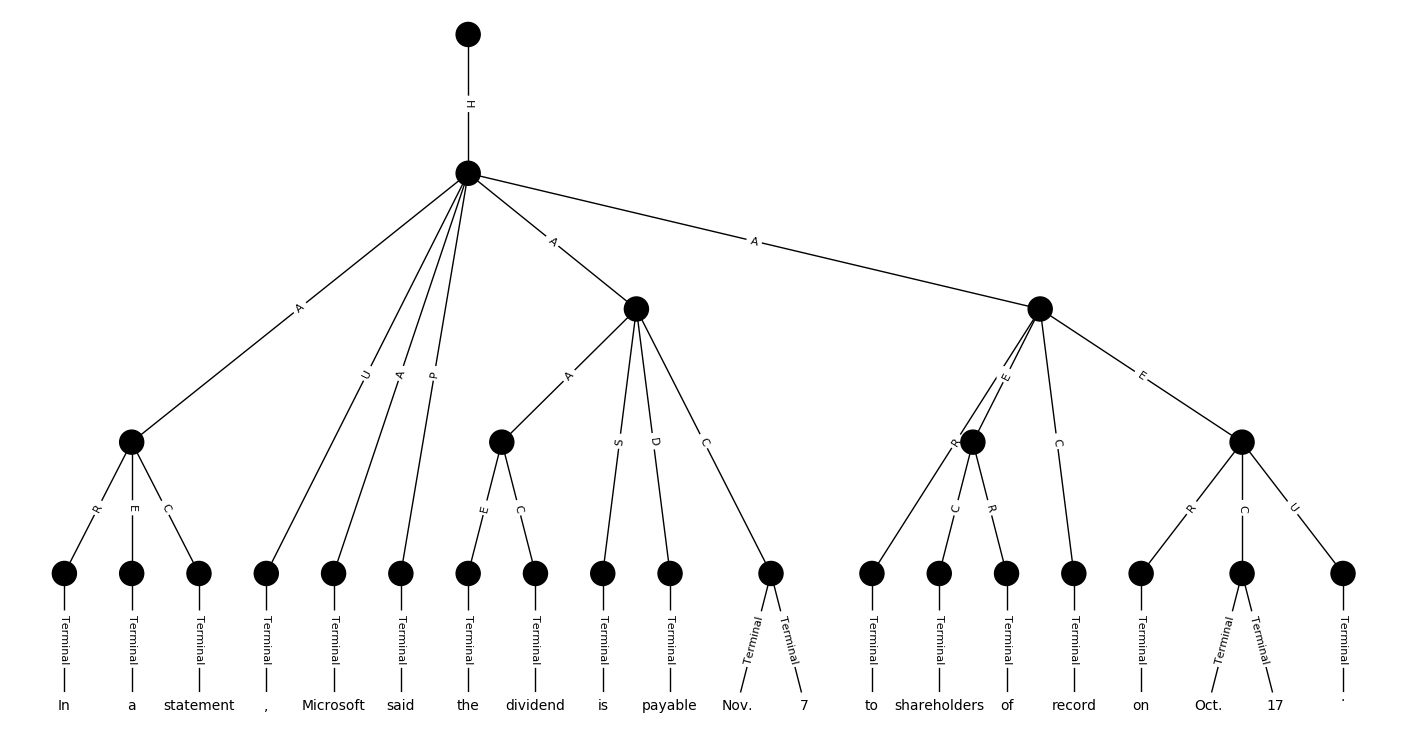 H
A U A P A A
A S D C R E C E
R E C E C C R R C U
Terminal Terminal Terminal Terminal Terminal Terminal Terminal Terminal Terminal Terminal Terminal Terminal Terminal Terminal Terminal Terminal Terminal Terminal Terminal Terminal
In a statement , Microsoft said the dividend is payable Nov. 7 to shareholders of record on Oct. 17 .